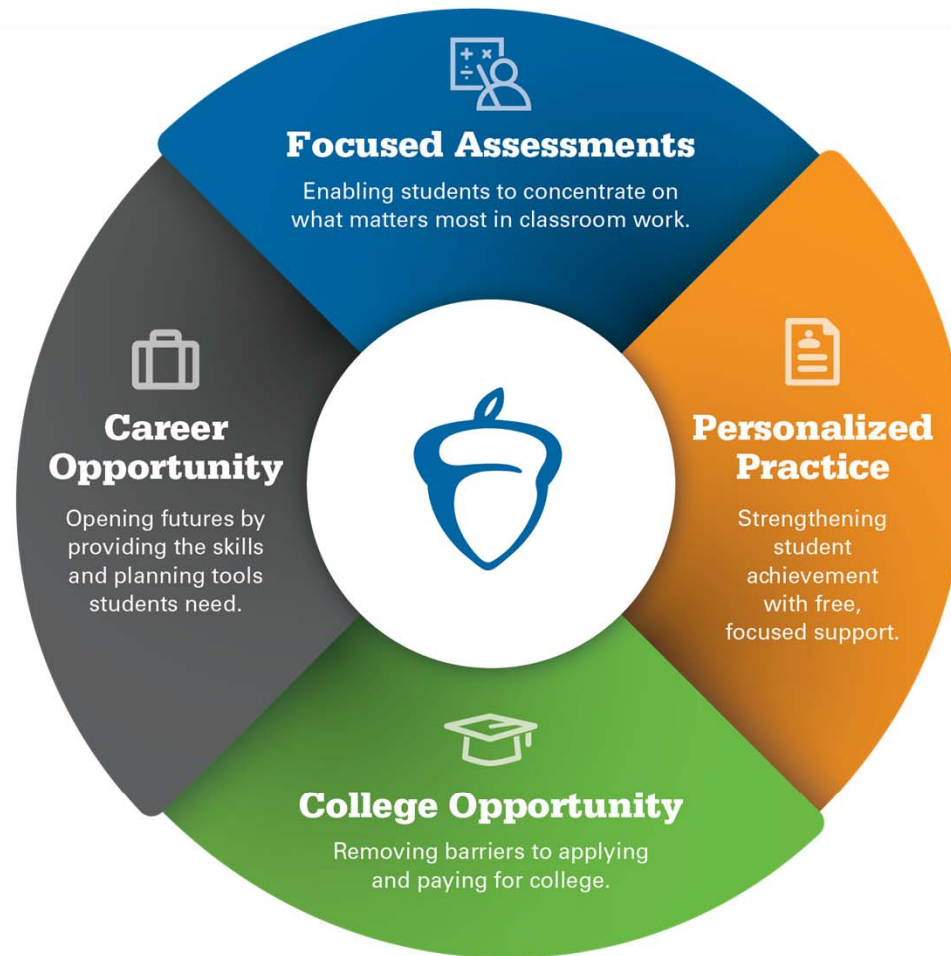 Focused Assessments
Enabling students to concentrate on
what matters most in classroom work.
Personalized
Practice
Strengthening
student
achievement
with free,
focused support.
College Opportunity
Removing barriers to applying
and paying for college.
Career
Opportunity
Opening futures by
providing the skills
and planning tools
students need.